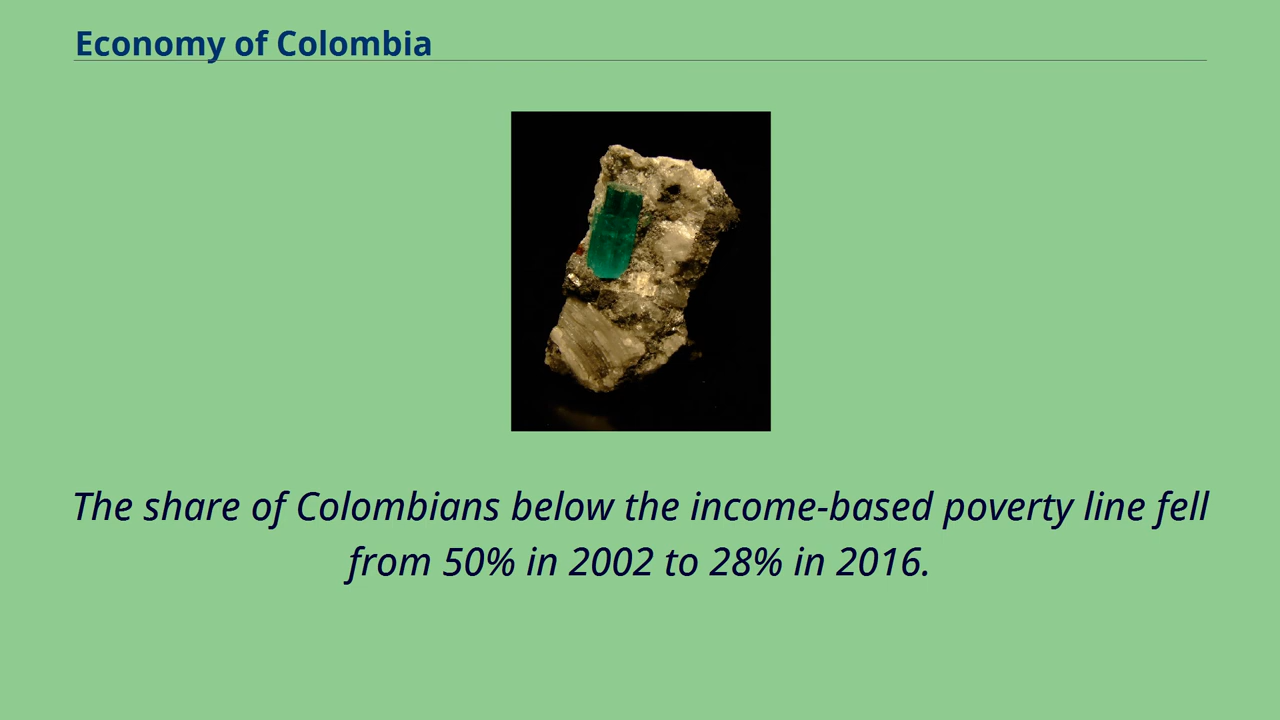 Economy of Colombia
The share of Colombians below the income-based poverty line fell
from 50% in 2002 to 28% in 2016.